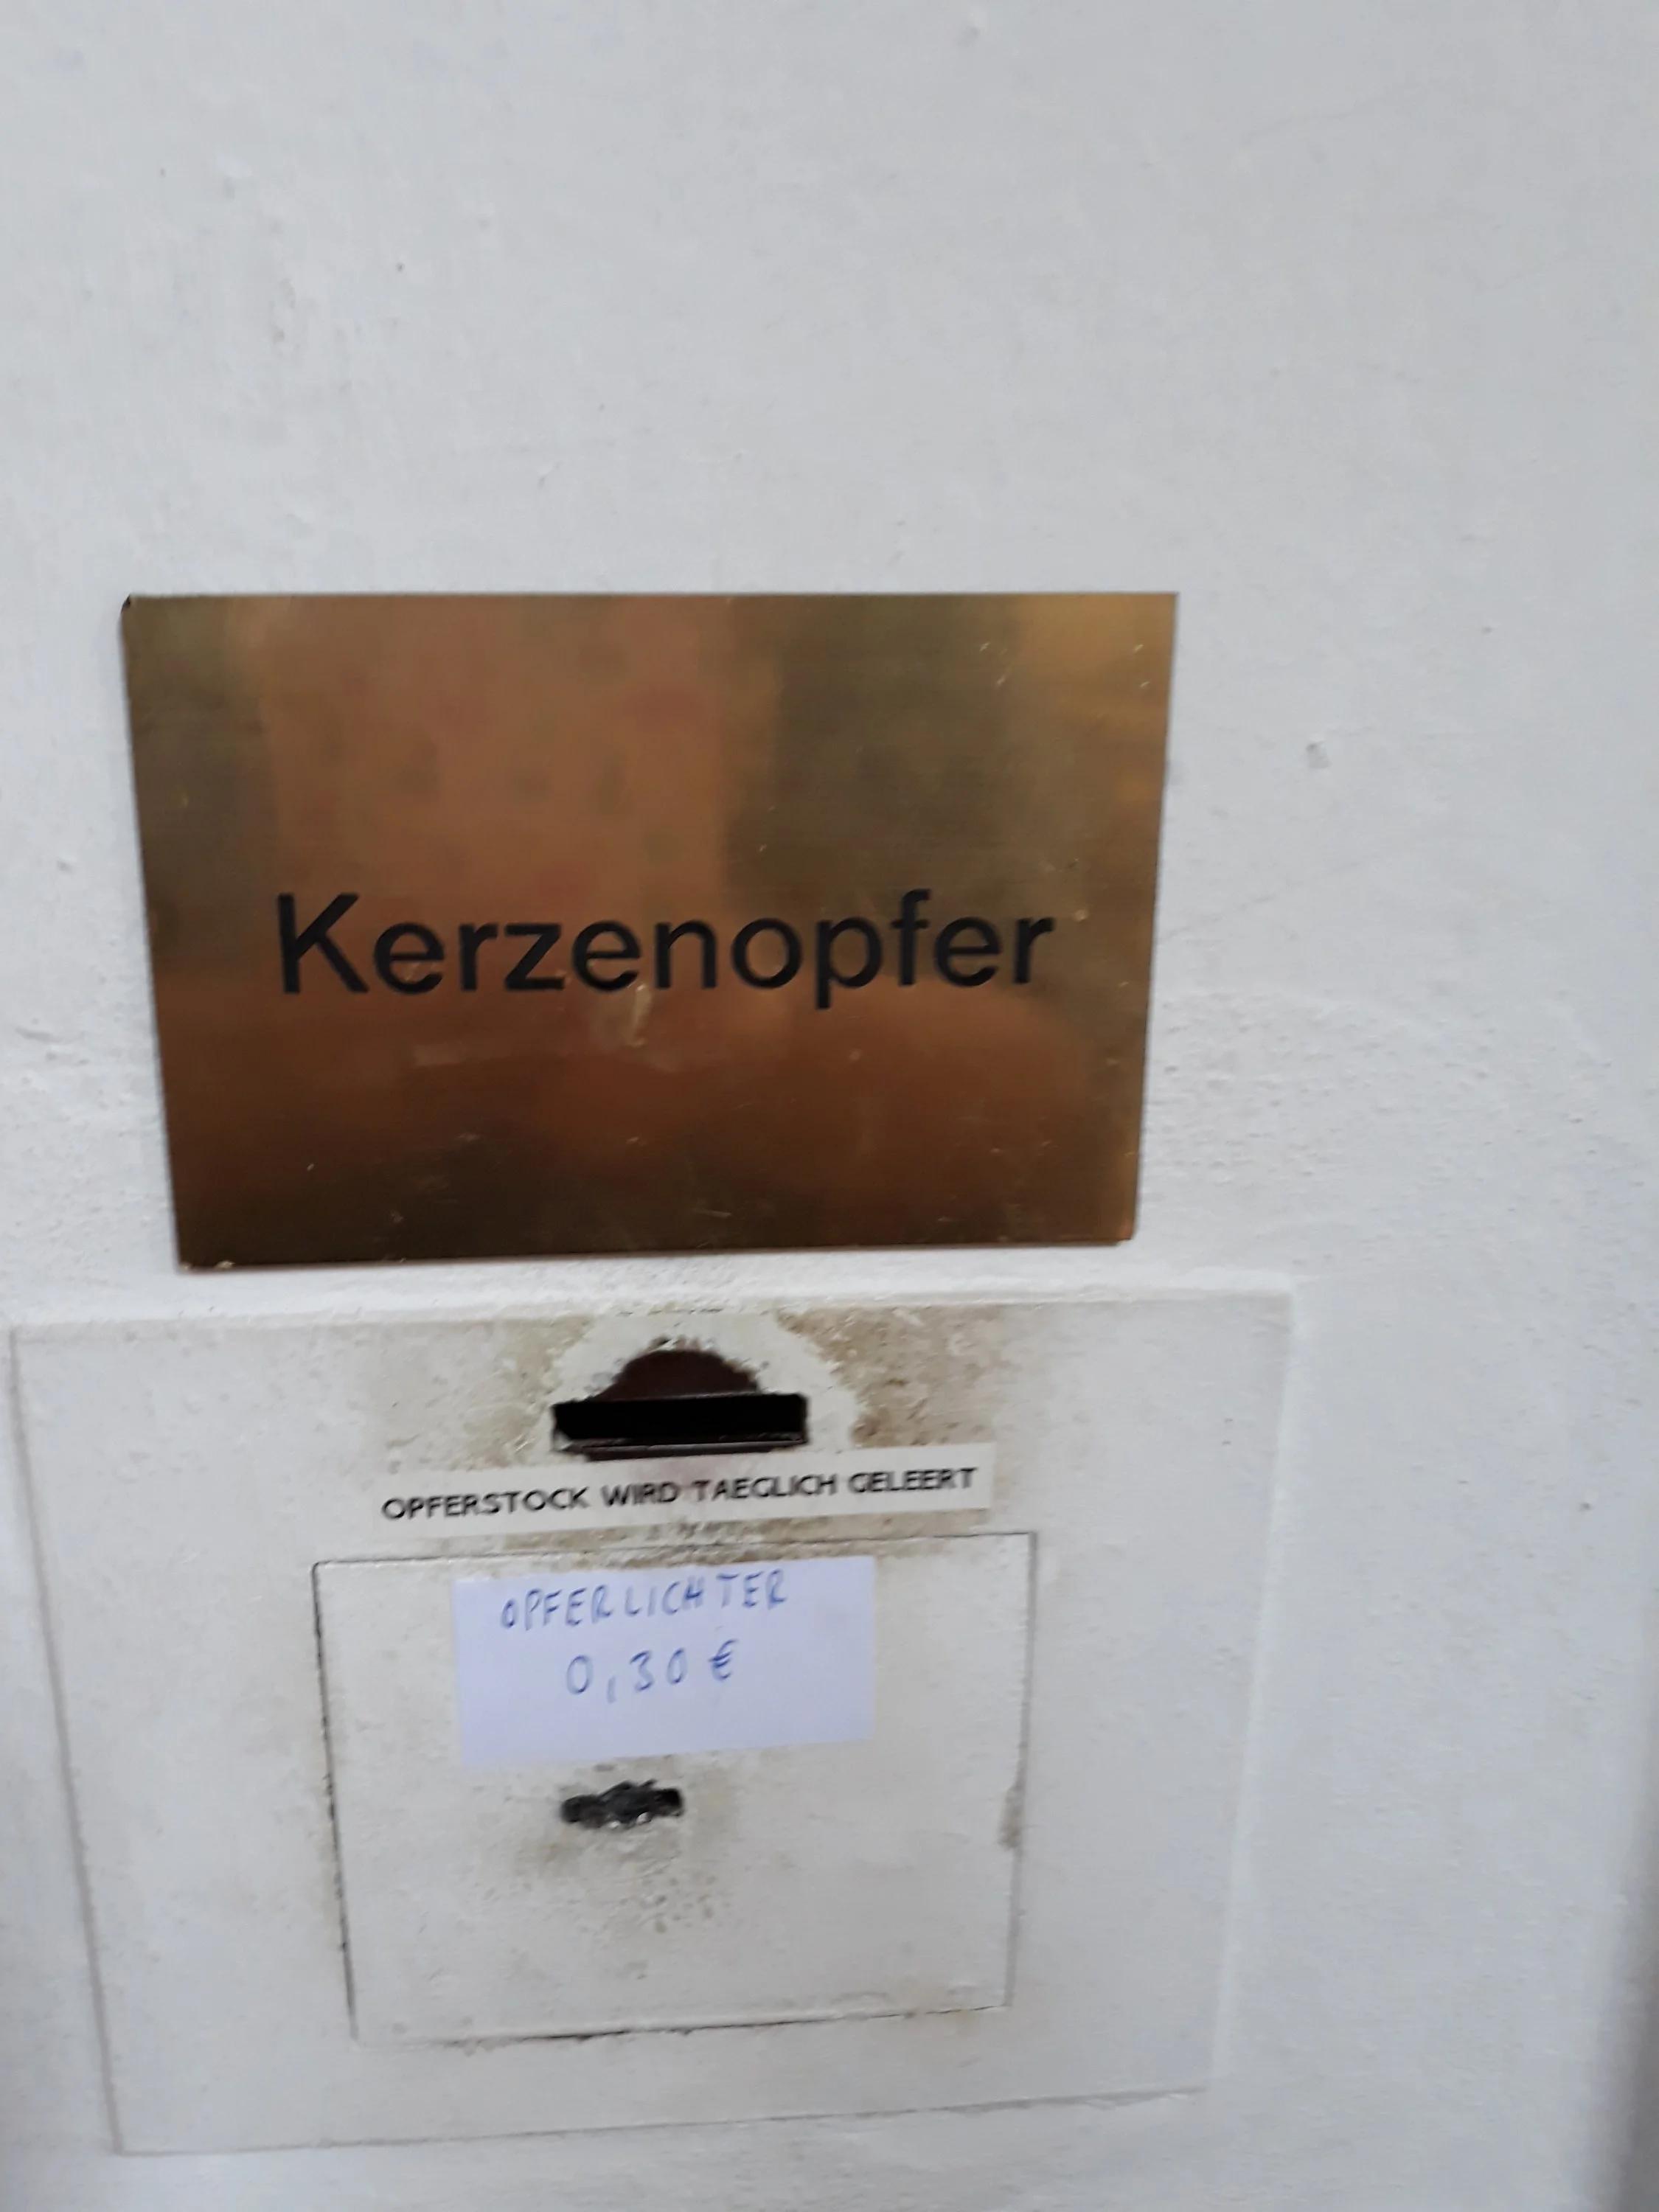 Kerzenopfer
OPFERSTOCK WIRD TAEGLICH GELEERT
OPFERLICHTER
0,30 €